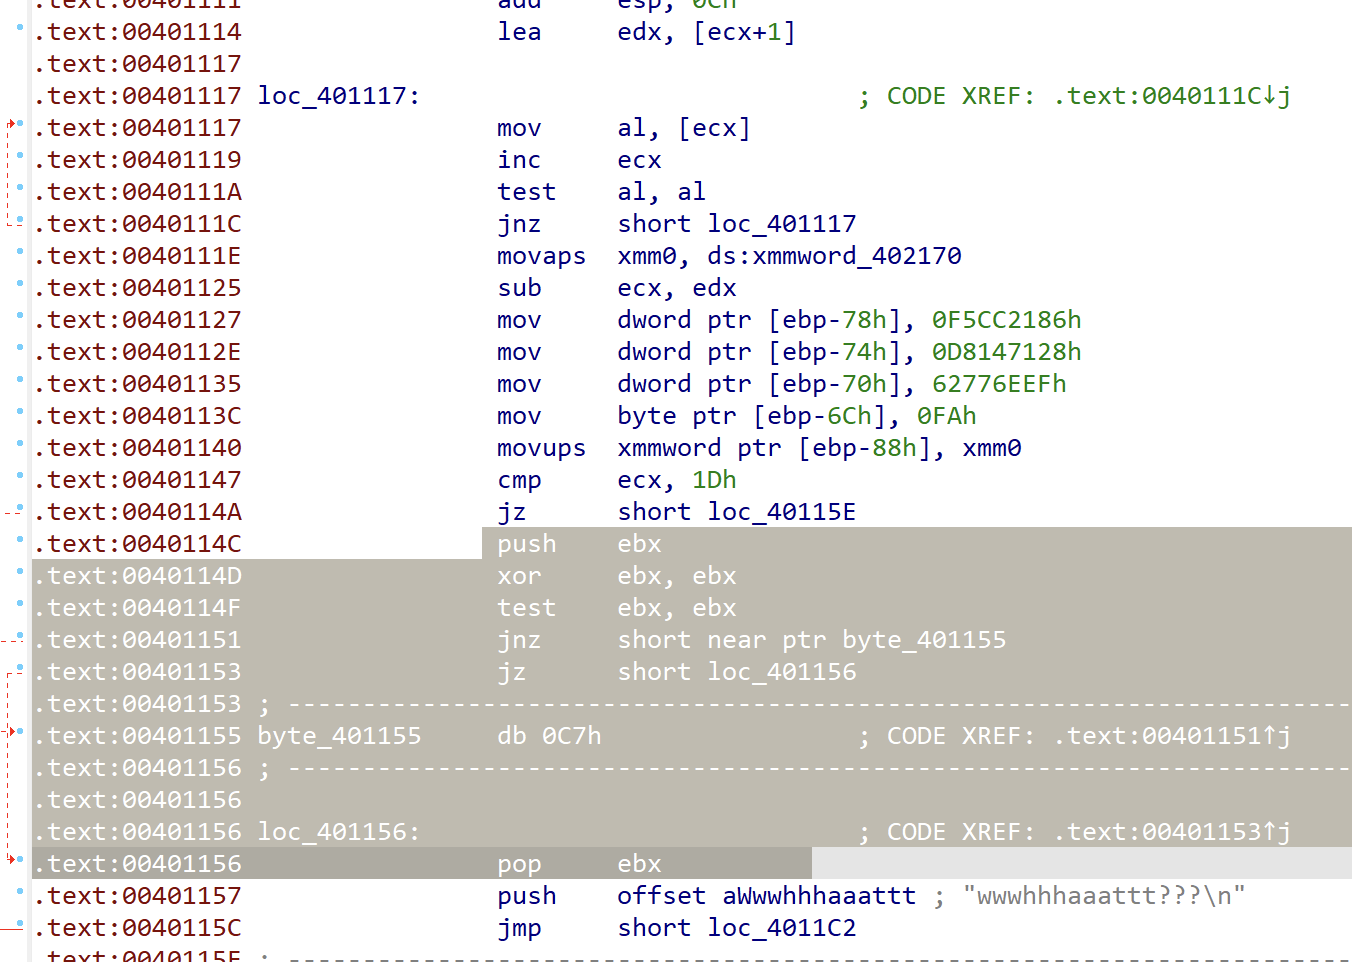 .text:00401111 add esp, 0Ch
.text:00401114 lea edx, [ecx+1]
.text:00401117
.text:00401117 loc_401117: ; CODE XREF: .text:0040111C↓j
.text:00401117 mov al, [ecx]
.text:00401119 inc ecx
.text:0040111A test al, al
.text:0040111C jnz short loc_401117
.text:0040111E movaps xmm0, ds:xmmword_402170
.text:00401125 sub ecx, edx
.text:00401127 mov dword ptr [ebp-78h], 0F5CC2186h
.text:0040112E mov dword ptr [ebp-74h], 0D8147128h
.text:00401135 mov dword ptr [ebp-70h], 62776EEFh
.text:0040113C mov byte ptr [ebp-6Ch], 0FAh
.text:00401140 movups xmmword ptr [ebp-88h], xmm0
.text:00401147 cmp ecx, 1Dh
.text:0040114A jz short loc_40115E
.text:0040114C push ebx
.text:0040114D xor ebx, ebx
.text:0040114F test ebx, ebx
.text:00401151 jnz short near ptr byte_401155
.text:00401153 jz short loc_401156
.text:00401153 ; -----------------------------------------------------------------------
.text:00401155 byte_401155 db 0C7h ; CODE XREF: .text:00401151↑j
.text:00401156 ; -----------------------------------------------------------------------
.text:00401156
.text:00401156 loc_401156: ; CODE XREF: .text:00401153↑j
.text:00401156 pop ebx
.text:00401157 push offset aWwwhhhaaattt ; "wwwhhhaaattt???\n"
.text:0040115C jmp short loc_4011C2
.text:0040115E ; -----------------------------------------------------------------------